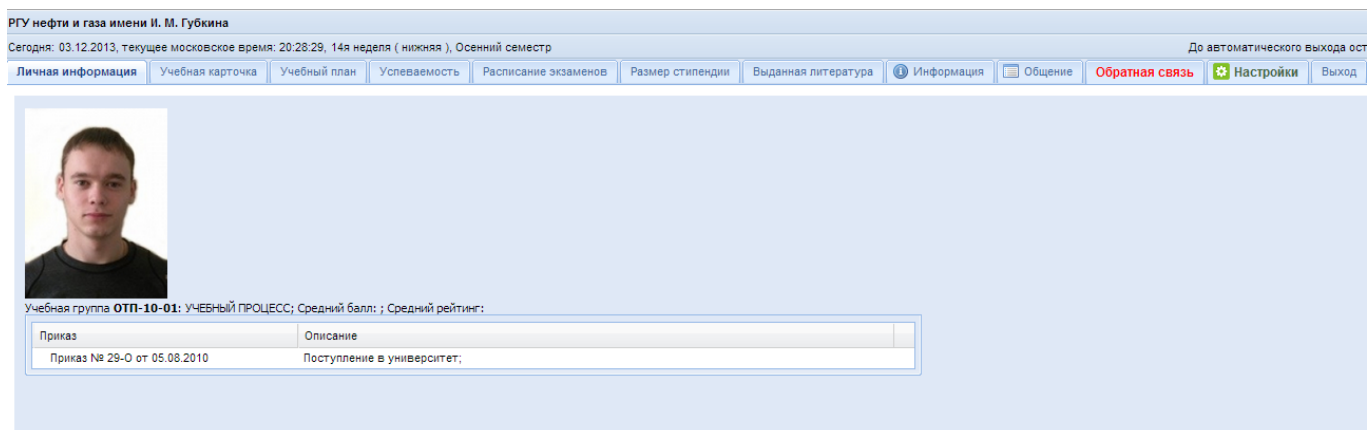 РГУ нефти и газа имени И. М. Губкина
Сегодня: 03.12.2013, текущее московское время: 20:28:29, 14я неделя ( нижняя ), Осенний семестр До автоматического выхода ост
Личная информация Учебная карточка Учебный план Успеваемость Расписание экзаменов Размер стипендии Выданная литература Информация Общение Обратная связь Настройки Выход
Учебная группа ОТП-10-01: УЧЕБНЫЙ ПРОЦЕСС; Средний балл: ; Средний рейтинг:
Приказ Описание
Приказ № 29-О от 05.08.2010 Поступление в университет;